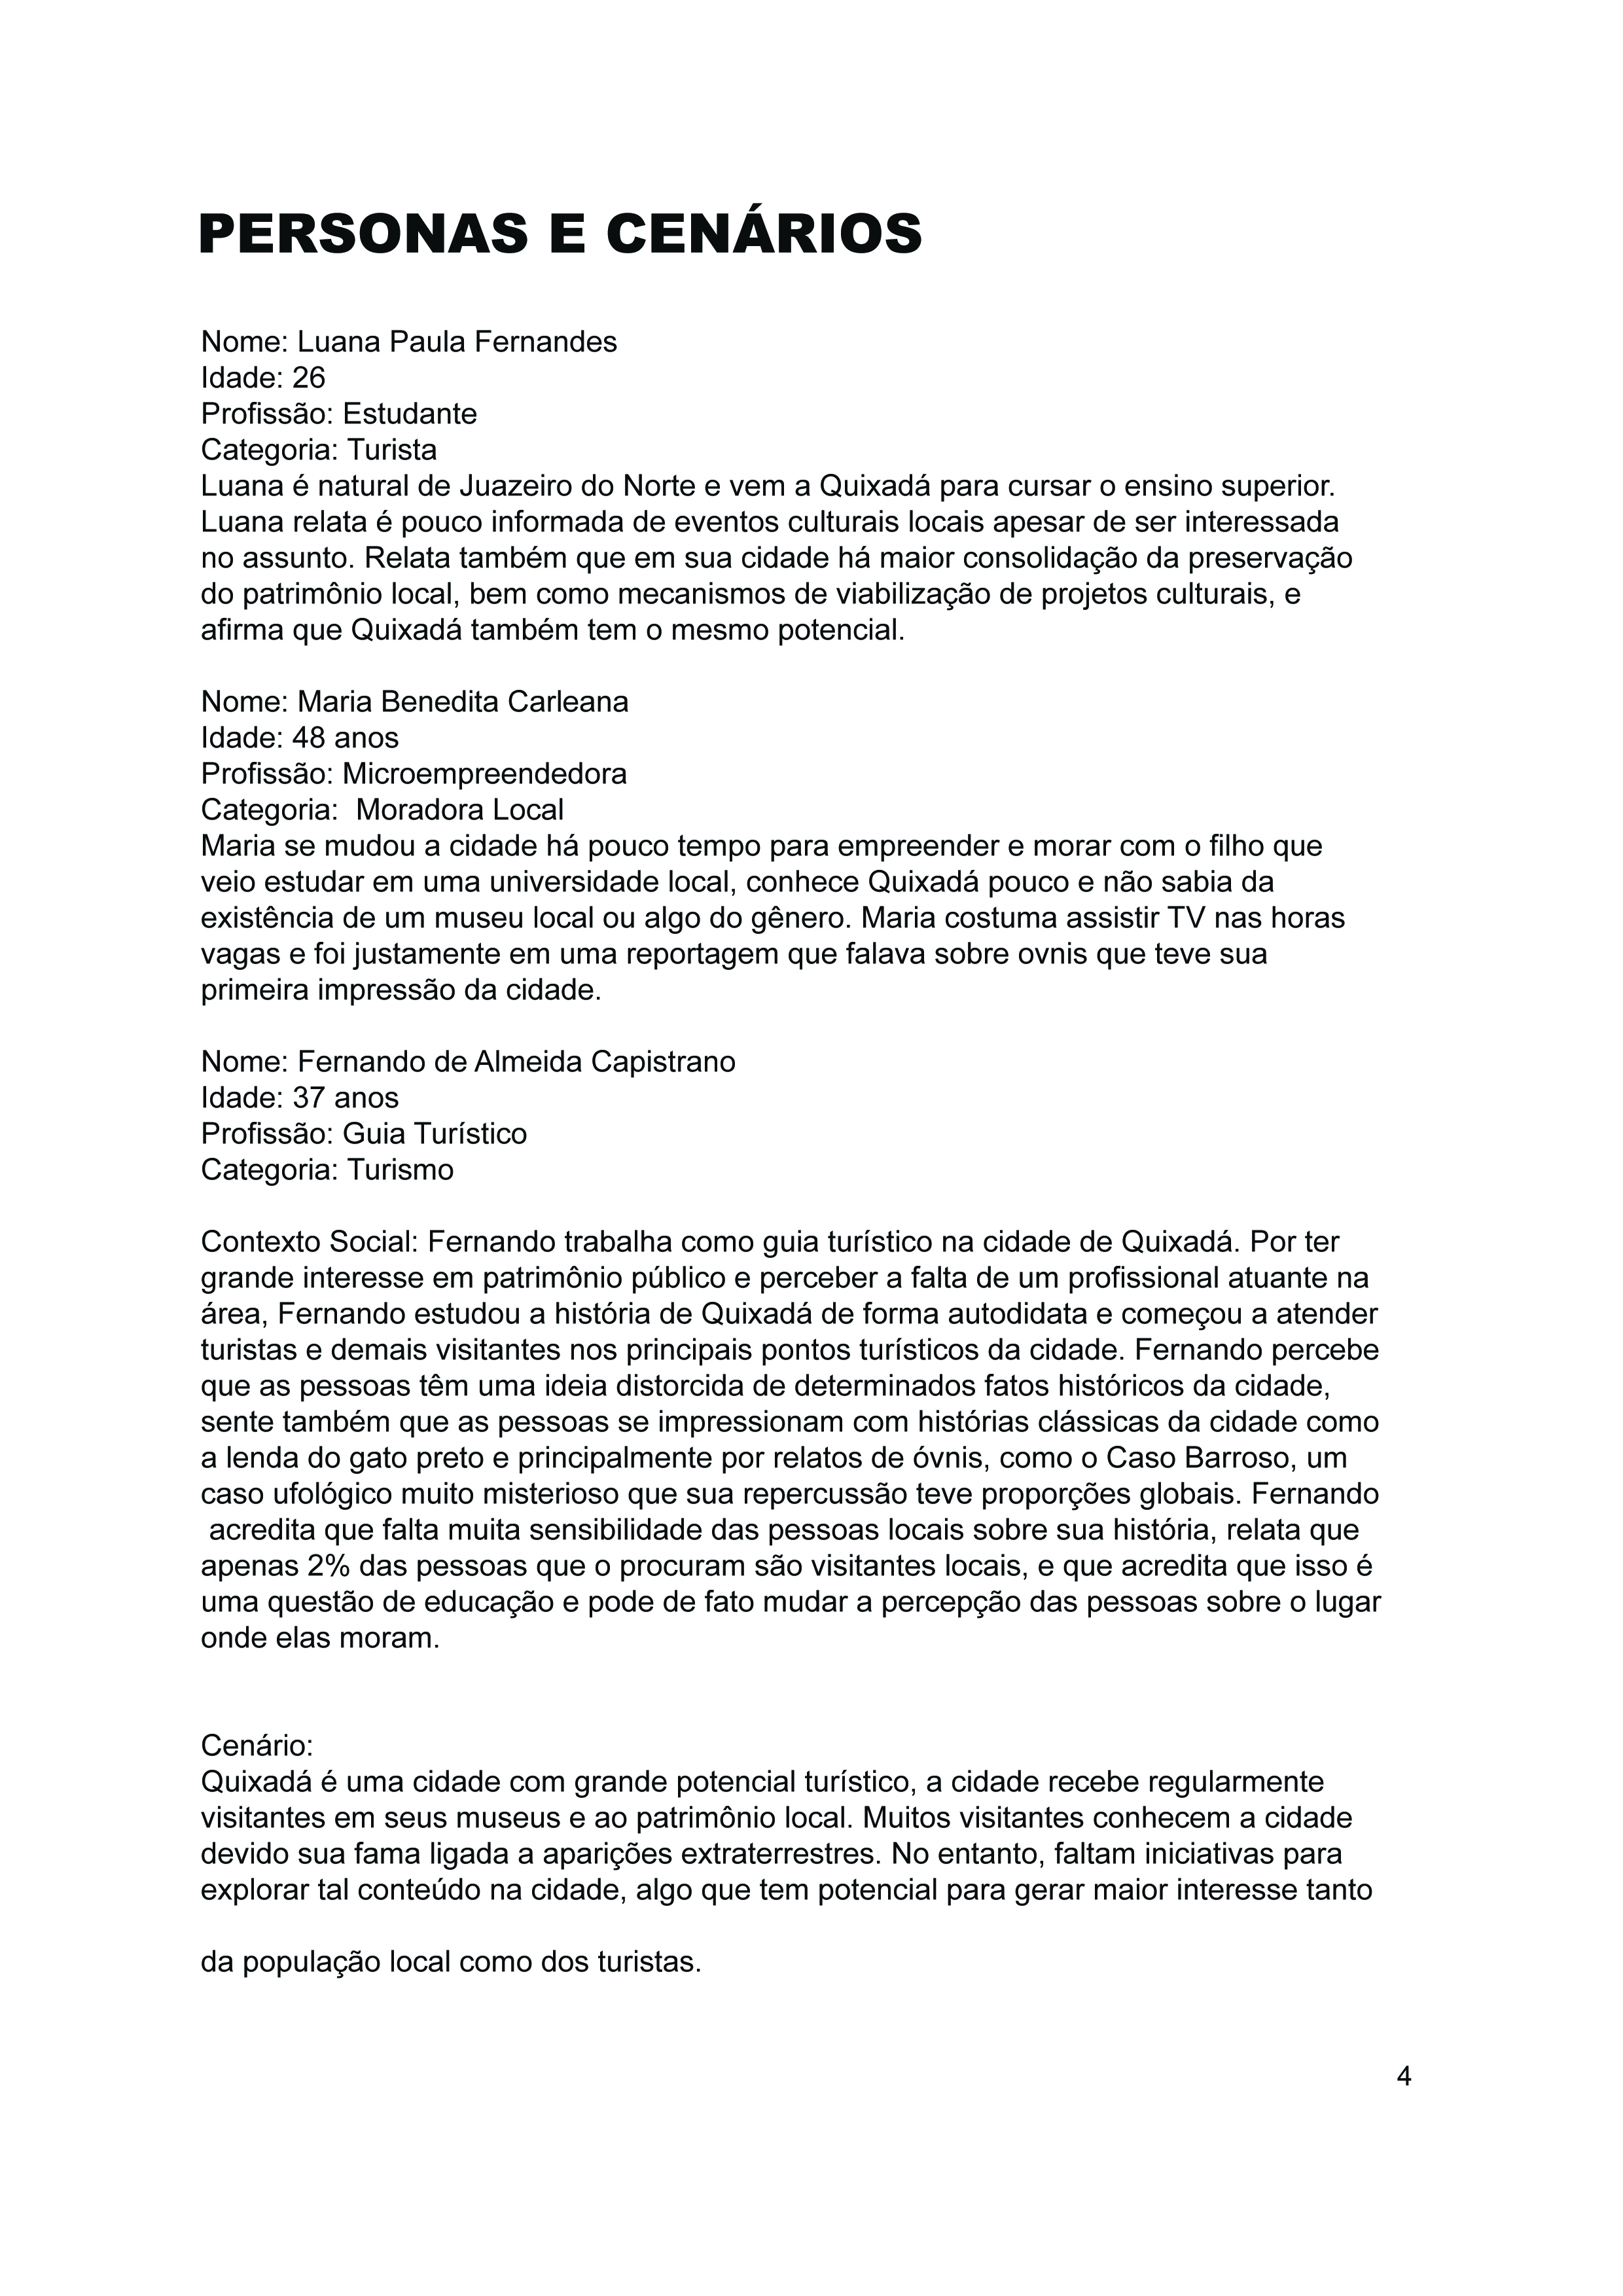 PERSONAS E CENÁRIOS
Nome: Luana Paula Fernandes
Idade: 26
Profissão: Estudante
Categoria: Turista
Luana é natural de Juazeiro do Norte e vem a Quixadá para cursar o ensino superior.
Luana relata é pouco informada de eventos culturais locais apesar de ser interessada
no assunto. Relata também que em sua cidade há maior consolidação da preservação
do patrimônio local, bem como mecanismos de viabilização de projetos culturais, e
afirma que Quixadá também tem o mesmo potencial.
Nome: Maria Benedita Carleana
Idade: 48 anos
Profissão: Microempreendedora
Categoria:  Moradora Local
Maria se mudou a cidade há pouco tempo para empreender e morar com o filho que
veio estudar em uma universidade local, conhece Quixadá pouco e não sabia da
existência de um museu local ou algo do gênero. Maria costuma assistir TV nas horas
vagas e foi justamente em uma reportagem que falava sobre ovnis que teve sua
primeira impressão da cidade.
Nome: Fernando de Almeida Capistrano
Idade: 37 anos
Profissão: Guia Turístico
Categoria: Turismo
Contexto Social: Fernando trabalha como guia turístico na cidade de Quixadá. Por ter
grande interesse em patrimônio público e perceber a falta de um profissional atuante na
área, Fernando estudou a história de Quixadá de forma autodidata e começou a atender
turistas e demais visitantes nos principais pontos turísticos da cidade. Fernando percebe
que as pessoas têm uma ideia distorcida de determinados fatos históricos da cidade,
sente também que as pessoas se impressionam com histórias clássicas da cidade como
a lenda do gato preto e principalmente por relatos de óvnis, como o Caso Barroso, um
caso ufológico muito misterioso que sua repercussão teve proporções globais. Fernando
acredita que falta muita sensibilidade das pessoas locais sobre sua história, relata que
apenas 2% das pessoas que o procuram são visitantes locais, e que acredita que isso é
uma questão de educação e pode de fato mudar a percepção das pessoas sobre o lugar
onde elas moram.
Cenário:
Quixadá é uma cidade com grande potencial turístico, a cidade recebe regularmente
visitantes em seus museus e ao patrimônio local. Muitos visitantes conhecem a cidade
devido sua fama ligada a aparições extraterrestres. No entanto, faltam iniciativas para
explorar tal conteúdo na cidade, algo que tem potencial para gerar maior interesse tanto
da população local como dos turistas.
4